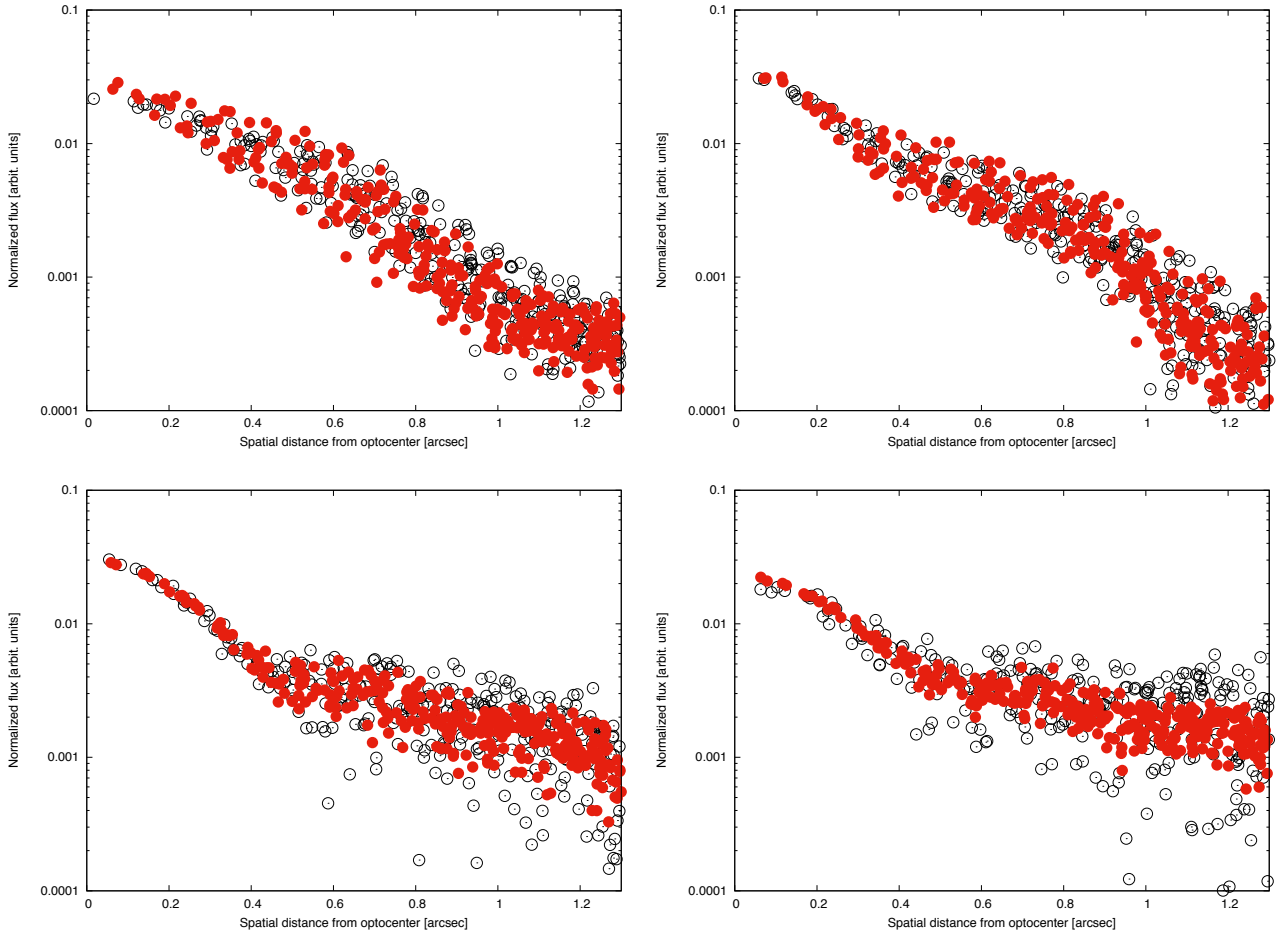 0.1
0.01
0.001
0.0001
Normalized flux [arbit. units]
0 0.2 0.4 0.6 0.8 1 1.2
Spatial distance from optocenter [arcsec]
0.1
0.01
0.001
0.0001
Normalized flux [arbit. units]
0 0.2 0.4 0.6 0.8 1 1.2
Spatial distance from optocenter [arcsec]
0.1
0.01
0.001
0.0001
Normalized flux [arbit. units]
0 0.2 0.4 0.6 0.8 1 1.2
Spatial distance from optocenter [arcsec]
0.1
0.01
0.001
0.0001
Normalized flux [arbit. units]
0 0.2 0.4 0.6 0.8 1 1.2
Spatial distance from optocenter [arcsec]